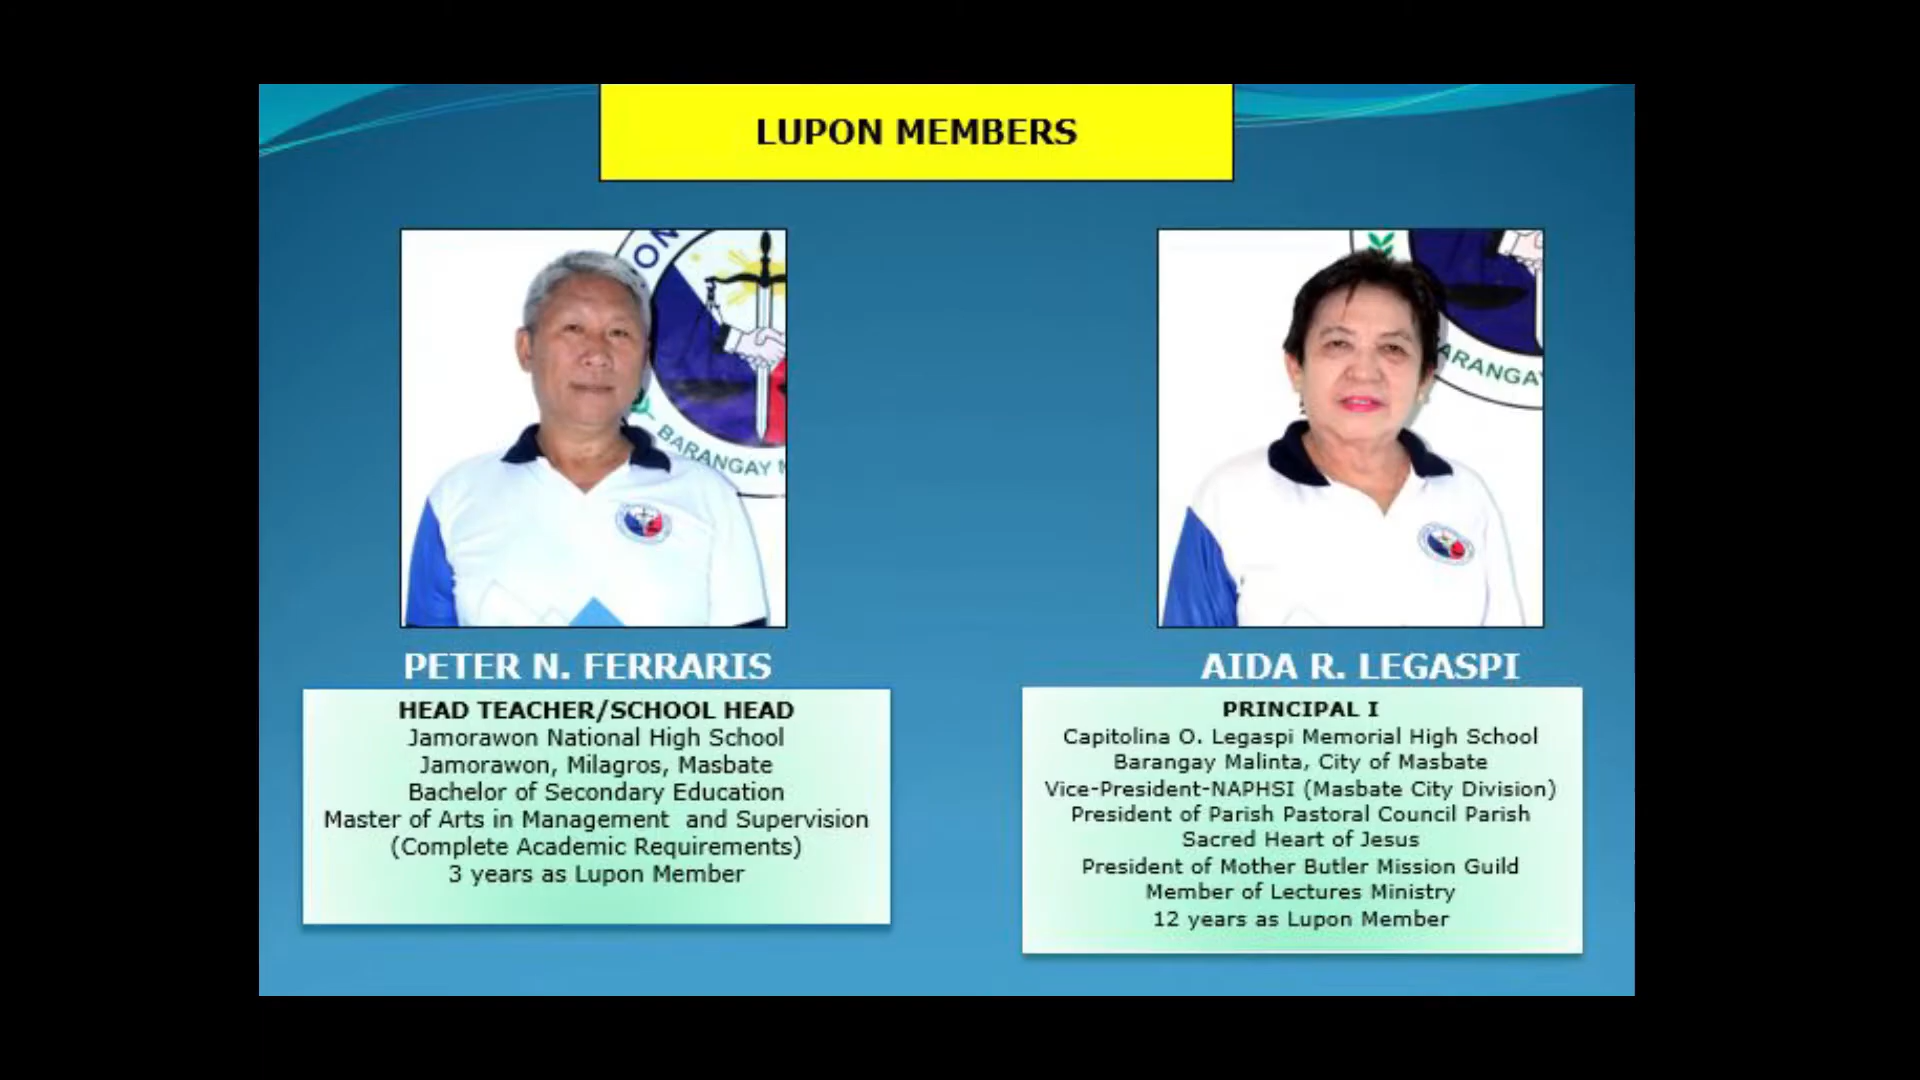 LUPON MEMBERS
ON
BARANGAY
ARANGAY
PETER N. FERRARIS
HEAD TEACHER/SCHOOL HEAD
Jamorawon National High School
Jamorawon, Milagros, Masbate
Bachelor of Secondary Education
Master of Arts in Management and Supervision
(Complete Academic Requirements)
3 years as Lupon Member
AIDA R. LEGASPI
PRINCIPAL I
Capitolina O. Legaspi Memorial High School
Barangay Malinta, City of Masbate
Vice-President-NAPHSI (Masbate City Division)
President of Parish Pastoral Council Parish
Sacred Heart of Jesus
President of Mother Butler Mission Guild
Member of Lectures Ministry
12 years as Lupon Member